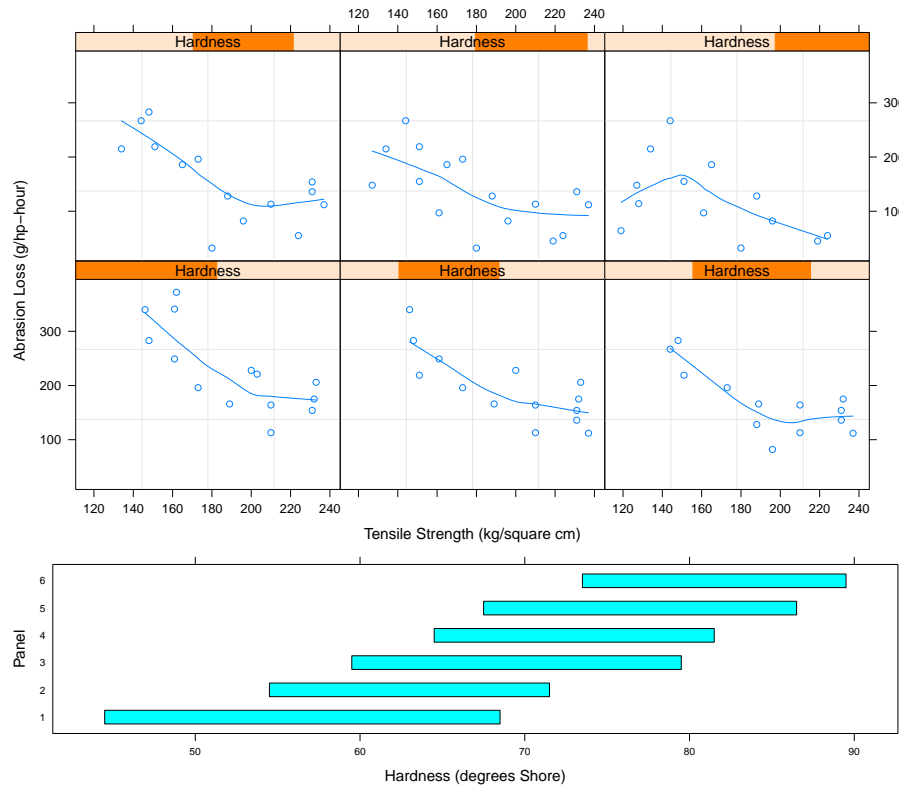 120 140 160 180 200 220 240
Hardness Hardness Hardness
300
200
100
Hardness Hardness Hardness
300
200
100
Abrasion Loss (g/hp−hour)
120 140 160 180 200 220 240 120 140 160 180 200 220 240
Tensile Strength (kg/square cm)
6
5
4
3
2
1
Panel
50 60 70 80 90
Hardness (degrees Shore)